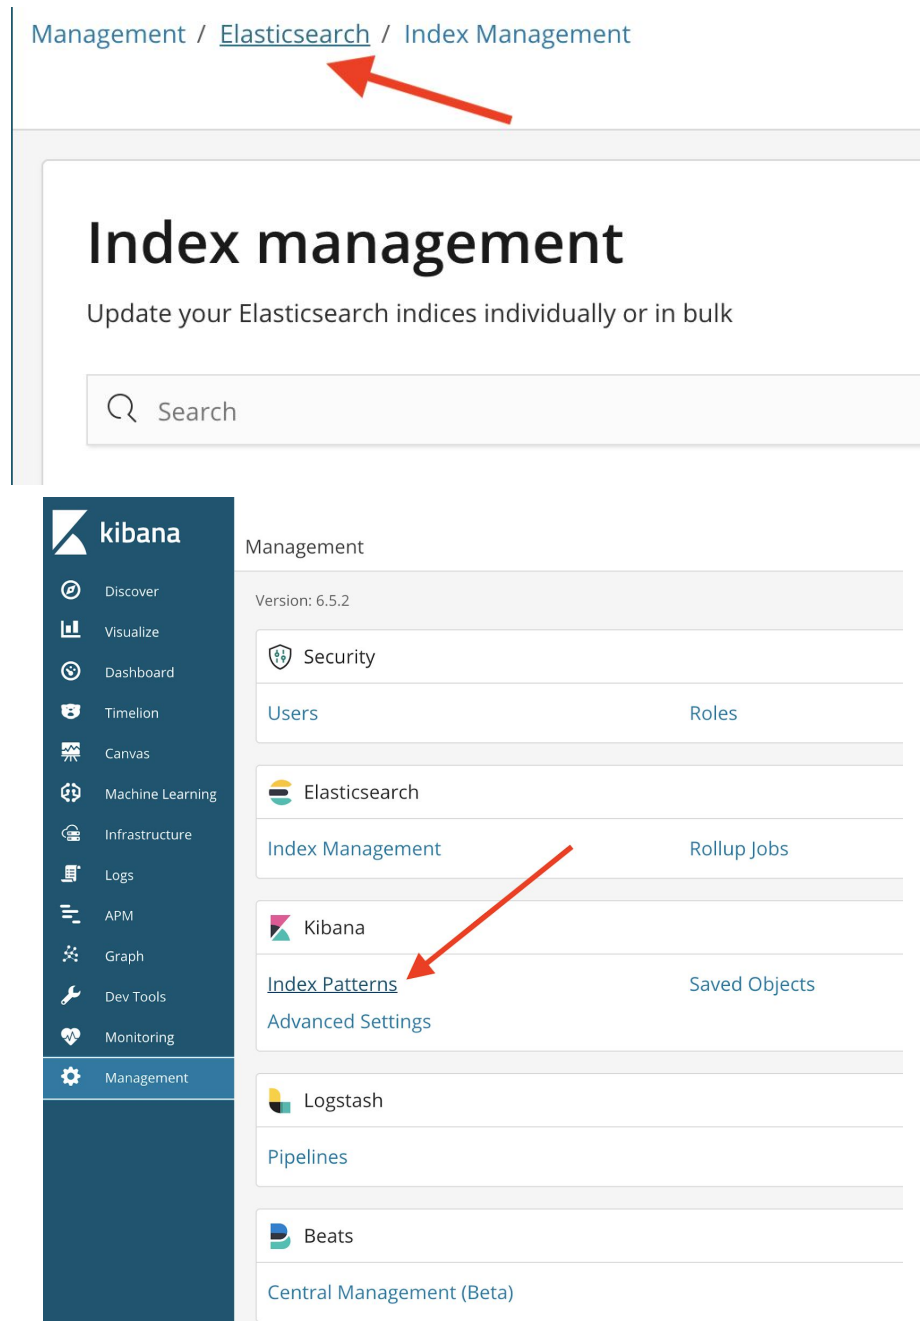 Management / Elasticsearch / Index Management
Index management
Update your Elasticsearch indices individually or in bulk
Search
kibana
Discover
Visualize
Dashboard
Timelion
Canvas
Machine Learning
Infrastructure
Logs
APM
Graph
Dev Tools
Monitoring
Management
Management
Version: 6.5.2
Security
Users Roles
Elasticsearch
Index Management Rollup Jobs
Kibana
Index Patterns Saved Objects
Advanced Settings
Logstash
Pipelines
Beats
Central Management (Beta)